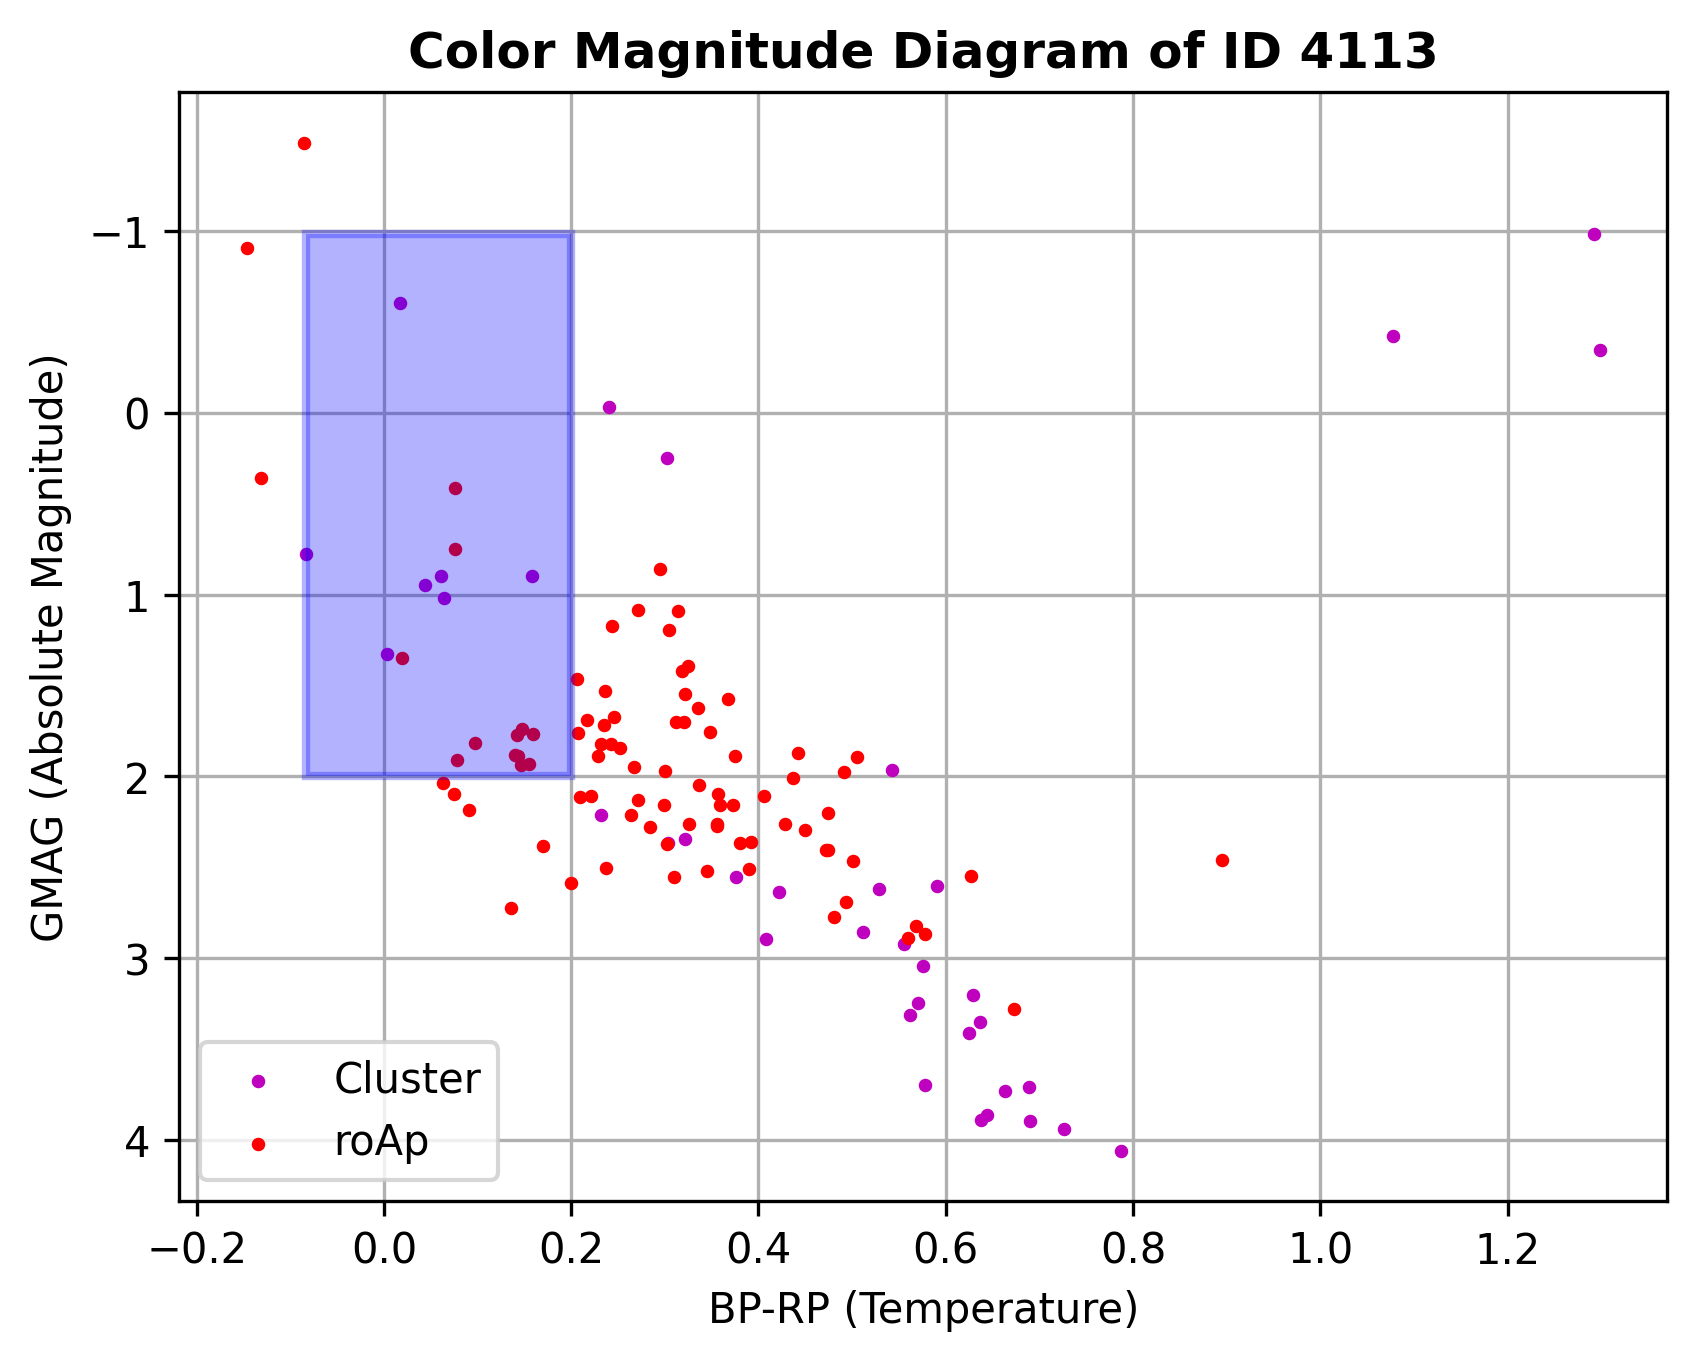 Color Magnitude Diagram of ID 4113
GMAG (Absolute Magnitude)
−1
0
1
2
3
4
Cluster
roAp
−0.2 0.0 0.2 0.4 0.6 0.8 1.0 1.2
BP-RP (Temperature)